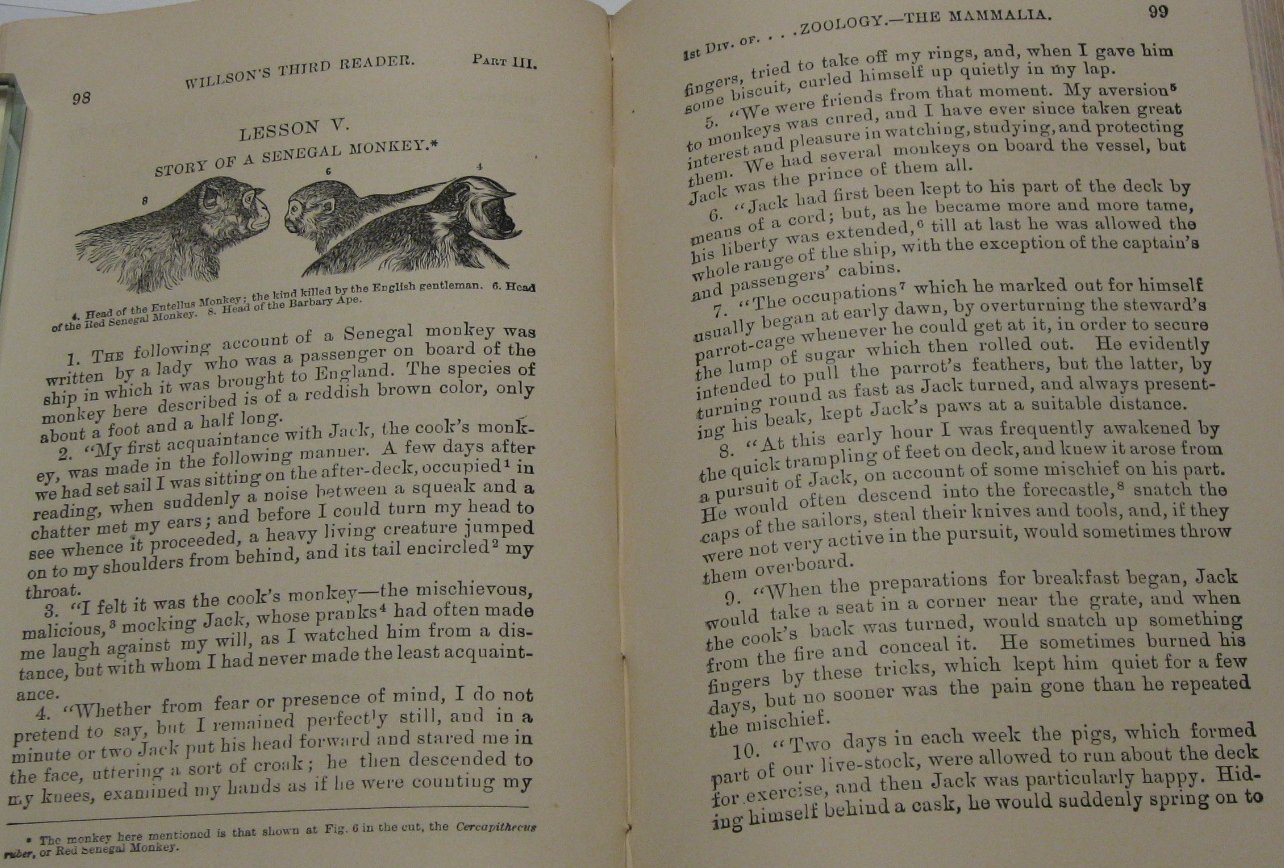 98
WILLSON'S THIRD READER.
PART III.
LESSON V.
STORY OF A SENEGAL MONKEY.*
8
6
4
4. Head of the Entellus Monkey; the kind killed by the English gentleman. 6. Head
of the Red Senegal Monkey. 8. Head of the Barbary Ape.
1. THE following account of a Senegal monkey was
written by a lady who was a passenger on board of the
ship in which it was brought to England. The species of
monkey here described is of a reddish brown color, only
about a foot and a half long.
2. "My first acquaintance with Jack, the cook's monk-
ey, was made in the following manner. A few days after
we had set sail I was sitting on the after-deck, occupied¹ in
reading, when suddenly a noise between a squeak and a
chatter met my ears; and before I could turn my head to
see whence it proceeded, a heavy living creature jumped
on to my shoulders from behind, and its tail encircled² my
throat.
3. "I felt it was the cook's monkey—the mischievous,
malicious,³ mocking Jack, whose pranks⁴ had often made
me laugh against my will, as I watched him from a dis-
tance, but with whom I had never made the least acquaint-
ance.
4. "Whether from fear or presence of mind, I do not
pretend to say, but I remained perfectly still, and in a
minute or two Jack put his head forward and stared me in
the face, uttering a sort of croak; he then descended to
my knees, examined my hands as if he were counting my
* The monkey here mentioned is that shown at Fig. 6 in the cut, the Cercapithecus
ruber, or Red Senegal Monkey.
1st DIV. OF. . . .ZOOLOGY.—THE MAMMALIA.
99
fingers, tried to take off my rings, and, when I gave him
some biscuit, curled himself up quietly in my lap.
5. "We were friends from that moment. My aversion⁵
to monkeys was cured, and I have ever since taken great
interest and pleasure in watching, studying, and protecting
them. We had several monkeys on board the vessel, but
Jack was the prince of them all.
6. "Jack had first been kept to his part of the deck by
means of a cord; but, as he became more and more tame,
his liberty was extended,⁶ till at last he was allowed the
whole range of the ship, with the exception of the captain's
and passengers' cabins.
7. "The occupations⁷ which he marked out for himself
usually began at early dawn, by overturning the steward's
parrot-cage whenever he could get at it, in order to secure
the lump of sugar which then rolled out. He evidently
intended to pull the parrot's feathers, but the latter, by
turning round as fast as Jack turned, and always present-
ing his beak, kept Jack's paws at a suitable distance.
8. "At this early hour I was frequently awakened by
the quick trampling of feet on deck, and knew it arose from
a pursuit of Jack, on account of some mischief on his part.
He would often descend into the forecastle,⁸ snatch the
caps of the sailors, steal their knives and tools, and, if they
were not very active in the pursuit, would sometimes throw
them overboard.
9. "When the preparations for breakfast began, Jack
would take a seat in a corner near the grate, and when
the cook's back was turned, would snatch up something
from the fire and conceal it. He sometimes burned his
fingers by these tricks, which kept him quiet for a few
days, but no sooner was the pain gone than he repeated
the mischief.
10. "Two days in each week the pigs, which formed
part of our live-stock, were allowed to run about the deck
for exercise, and then Jack was particularly happy. Hid-
ing himself behind a cask, he would suddenly spring on to